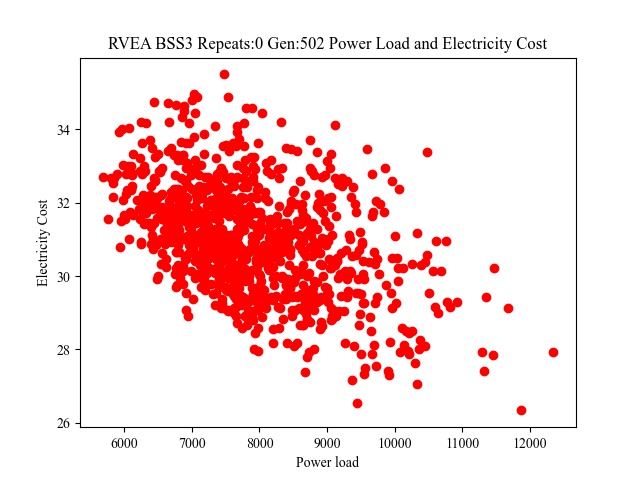 RVEA BSS3 Repeats:0 Gen:502 Power Load and Electricity Cost
34
32
30
28
26
Electricity Cost
6000 7000 8000 9000 10000 11000 12000
Power load